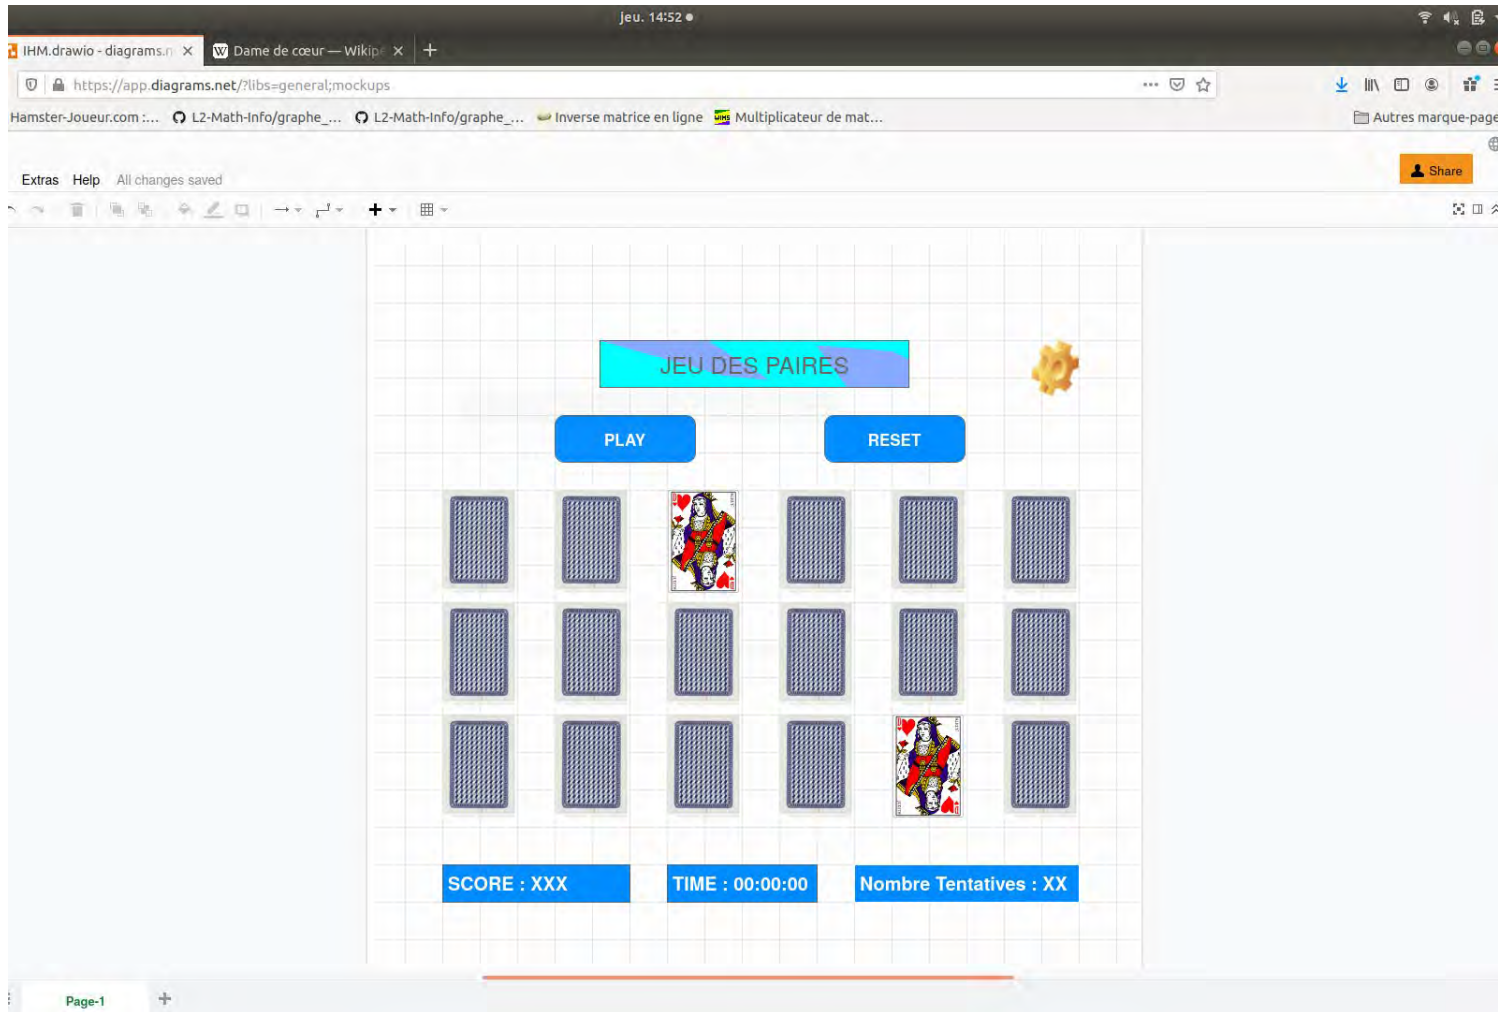 jeu. 14:52
IHM.drawio - diagrams.n
Dame de cœur — Wikipé
https://app.diagrams.net/?libs=general;mockups
Hamster-Joueur.com :... L2-Math-Info/graphe_... L2-Math-Info/graphe_... Inverse matrice en ligne Multiplicateur de mat... Autres marque-page
Extras Help All changes saved
Share
JEU DES PAIRES
PLAY RESET
SCORE : XXX TIME : 00:00:00 Nombre Tentatives : XX
Page-1